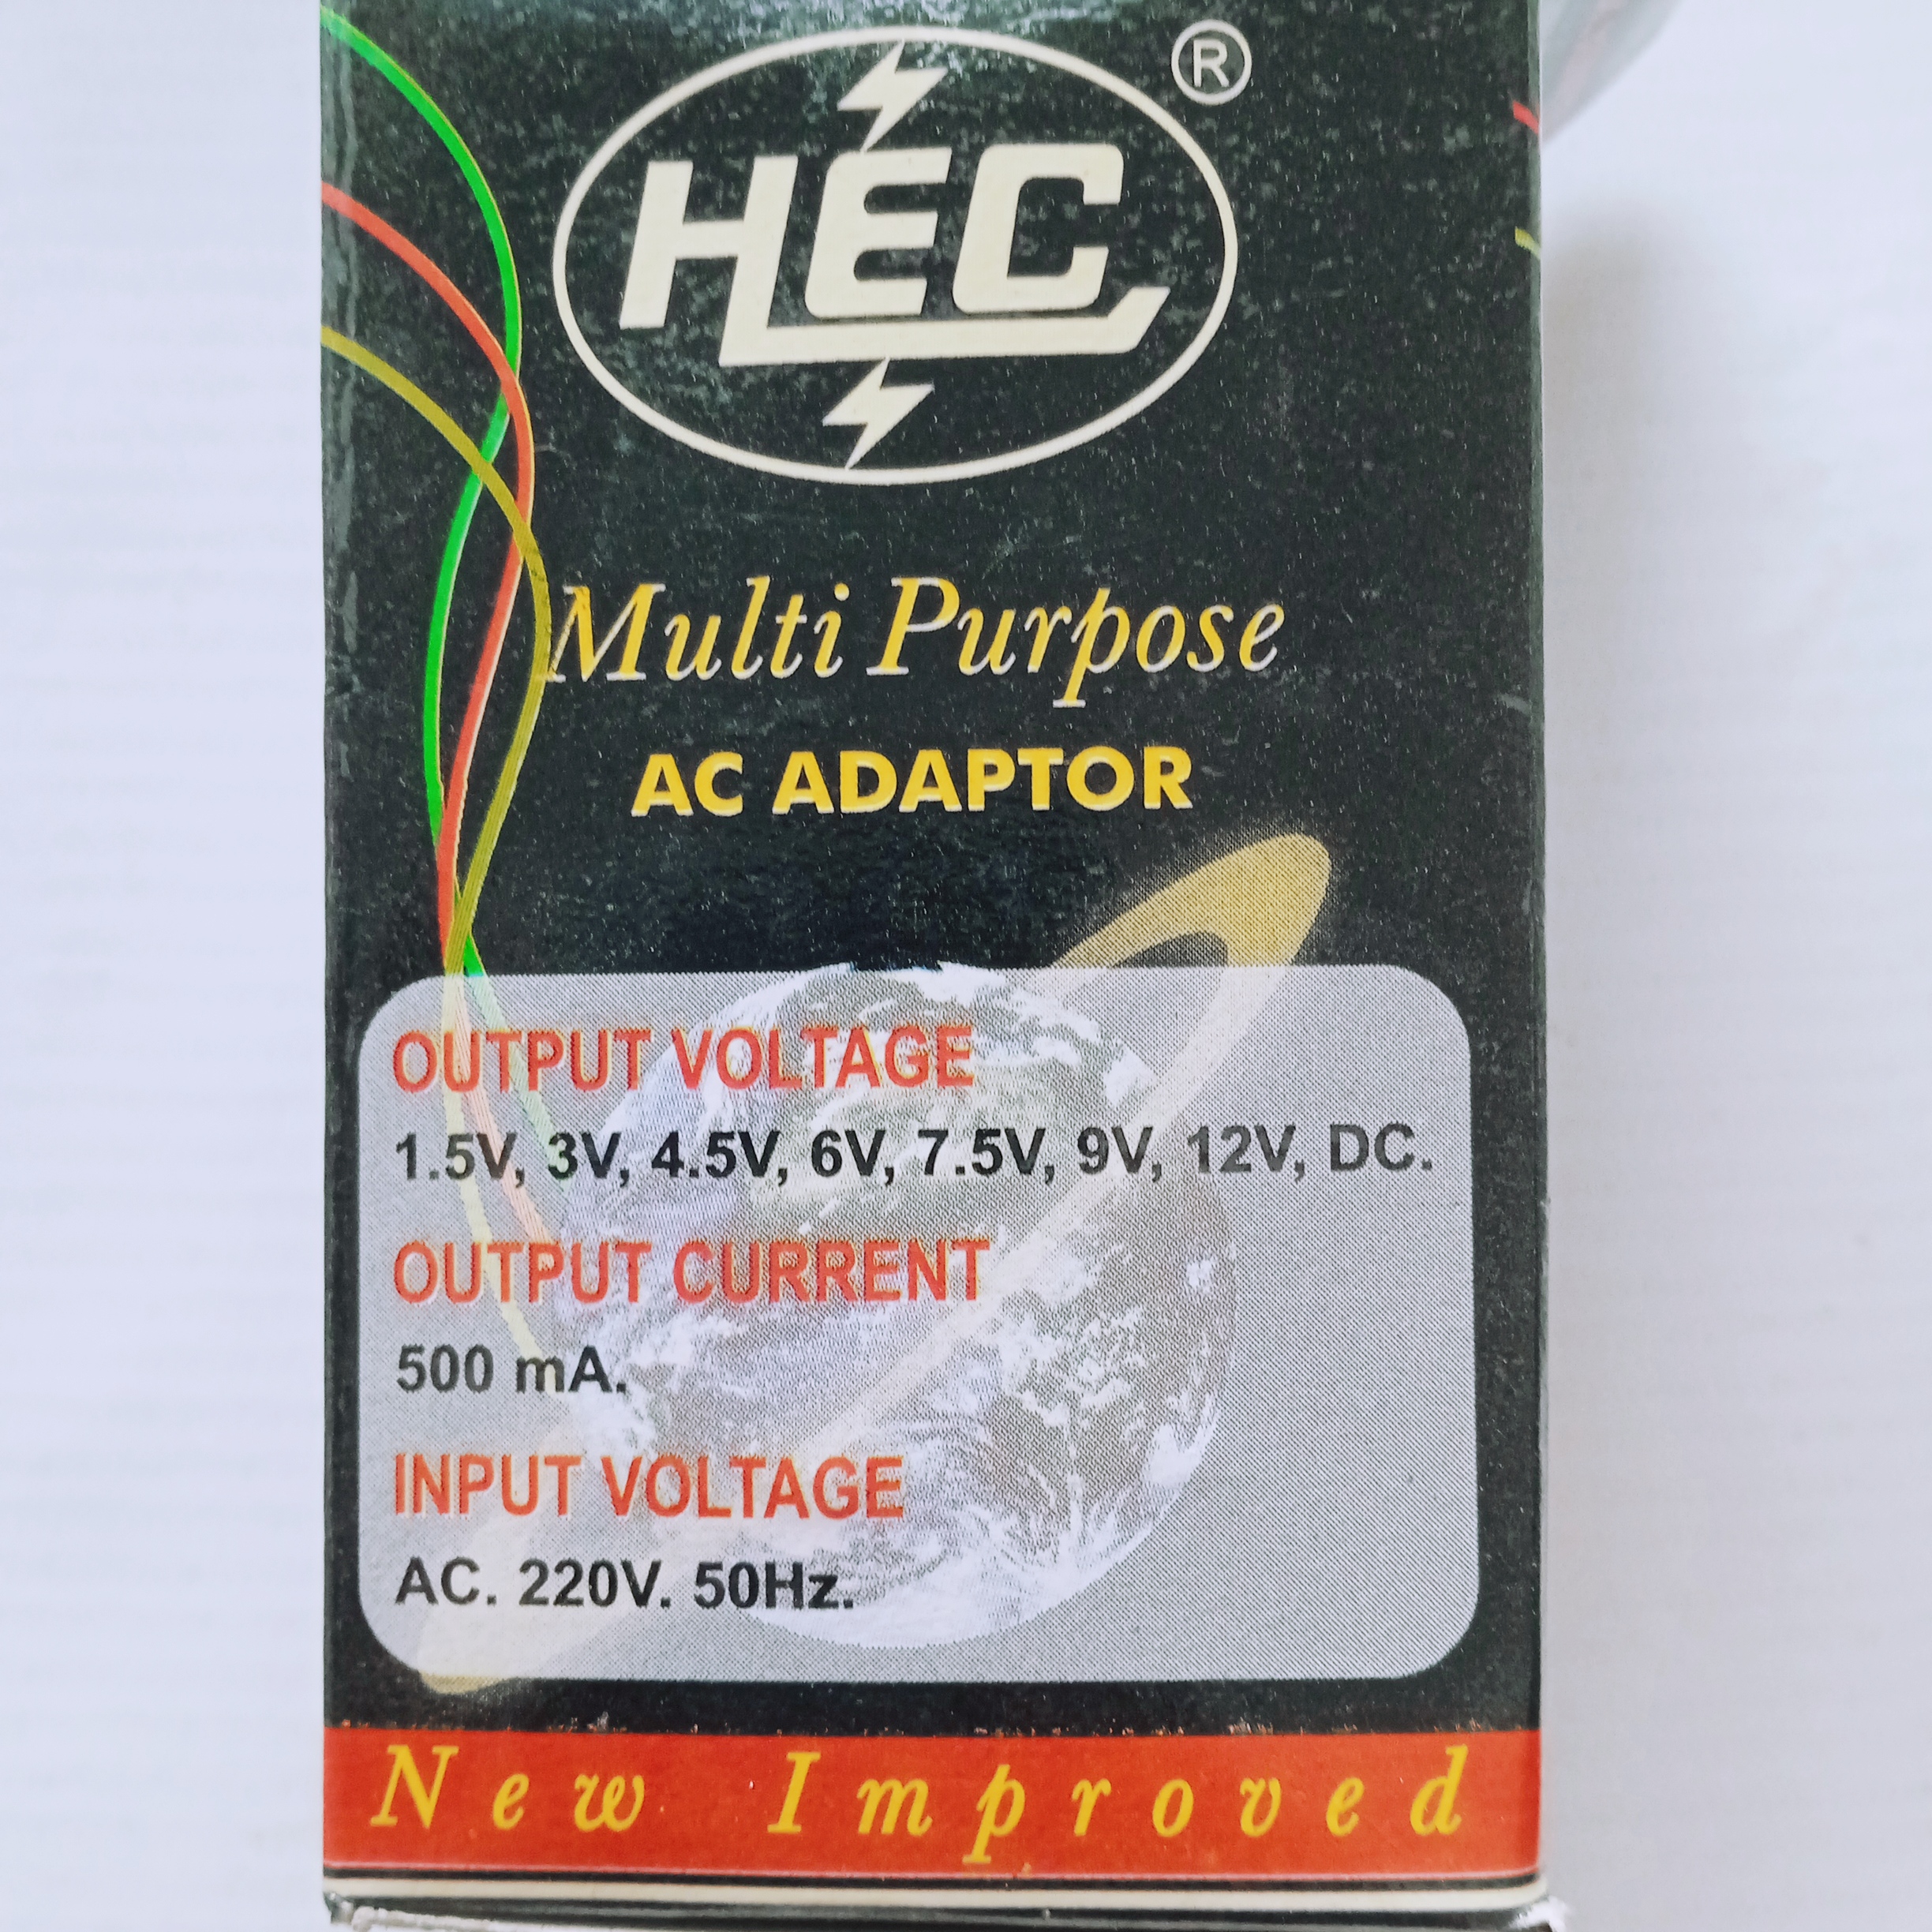 HEC ®
Multi Purpose
AC ADAPTOR
OUTPUT VOLTAGE
1.5V, 3V, 4.5V, 6V, 7.5V, 9V, 12V, DC.
OUTPUT CURRENT
500 mA.
INPUT VOLTAGE
AC. 220V. 50Hz.
New Improved